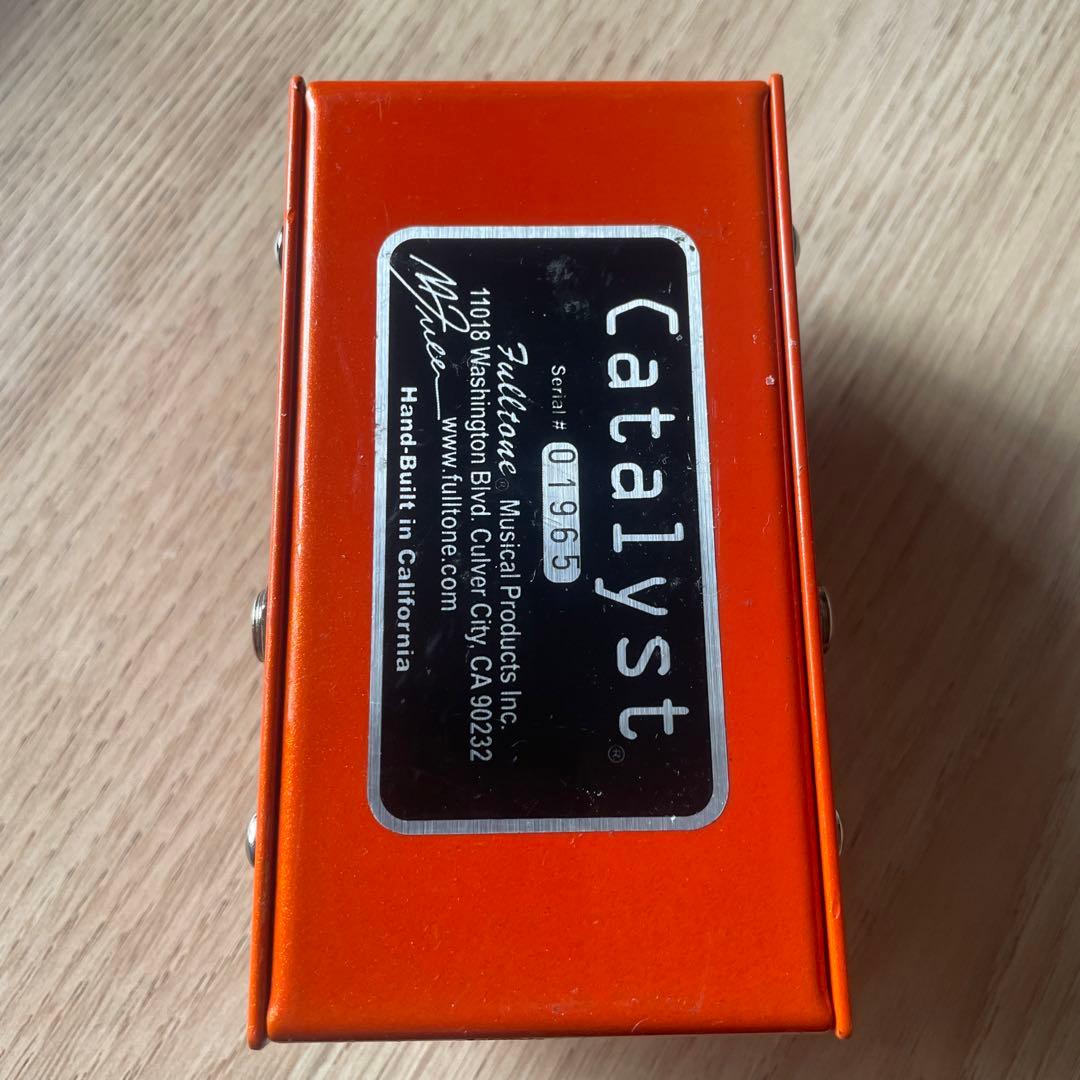 Catalyst®
Serial # 01965
Fulltone® Musical Products Inc.
11018 Washington Blvd. Culver City, CA 90232
www.fulltone.com
Hand-Built in California